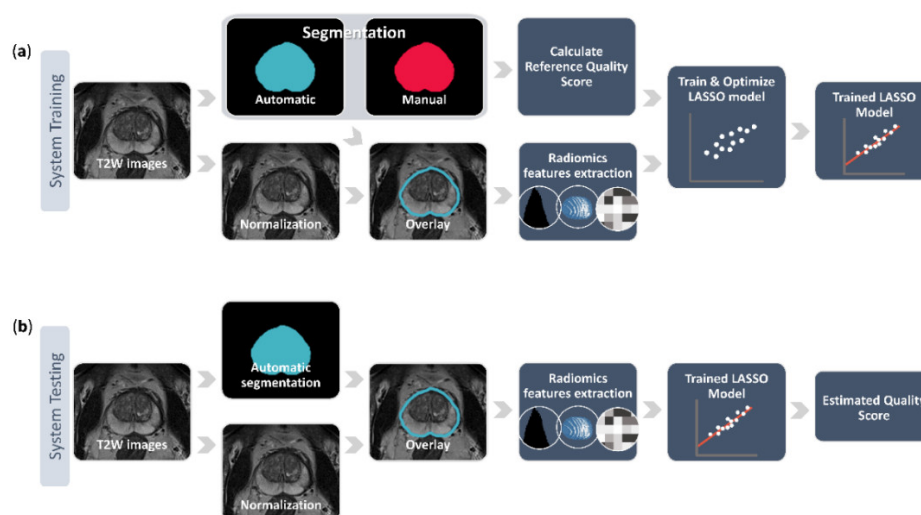 (a)
System Training
T2W images
Segmentation
Automatic
Manual
Calculate
Reference Quality
Score
Normalization
Overlay
Radiomics
features extraction
Train & Optimize
LASSO model
Trained LASSO
Model
(b)
System Testing
T2W images
Automatic
segmentation
Normalization
Overlay
Radiomics
features extraction
Trained LASSO
Model
Estimated Quality
Score